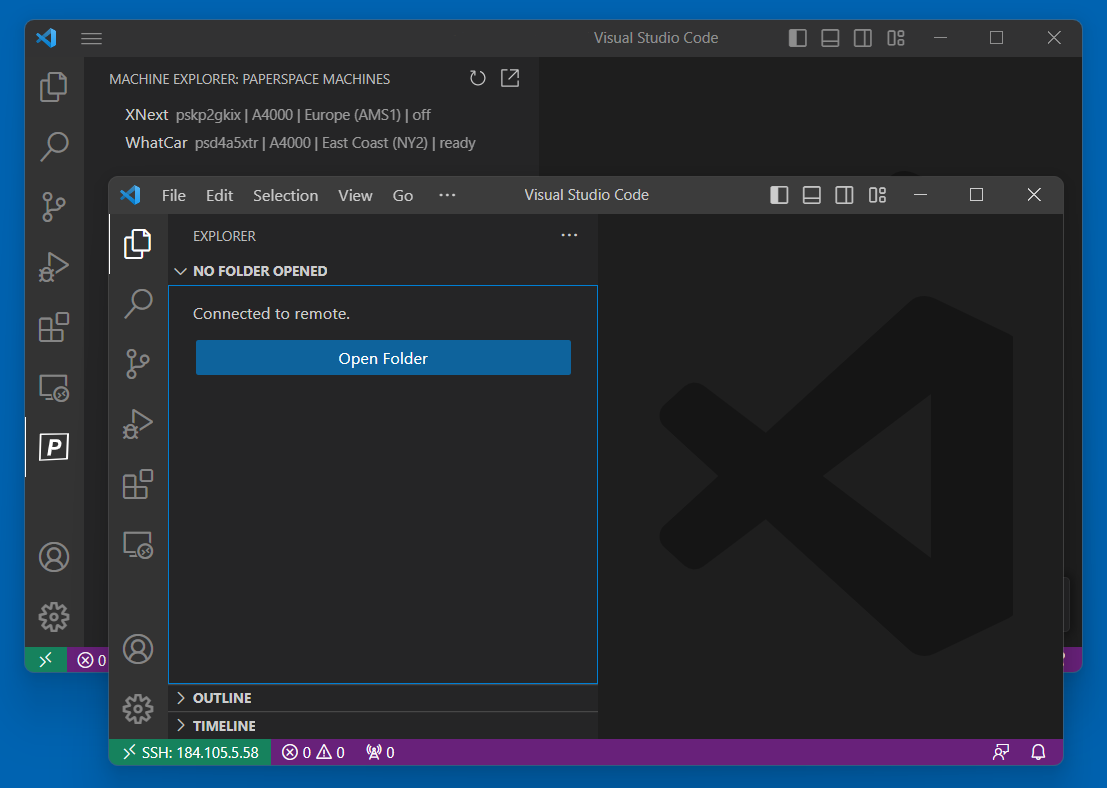 Visual Studio Code
MACHINE EXPLORER: PAPERSPACE MACHINES
XNext pskp2gkix | A4000 | Europe (AMS1) | off
WhatCar psd4a5xtr | A4000 | East Coast (NY2) | ready
P
0
File Edit Selection View Go ··· Visual Studio Code
EXPLORER ···
NO FOLDER OPENED
Connected to remote.
Open Folder
OUTLINE
TIMELINE
SSH: 184.105.5.58 0 0 0